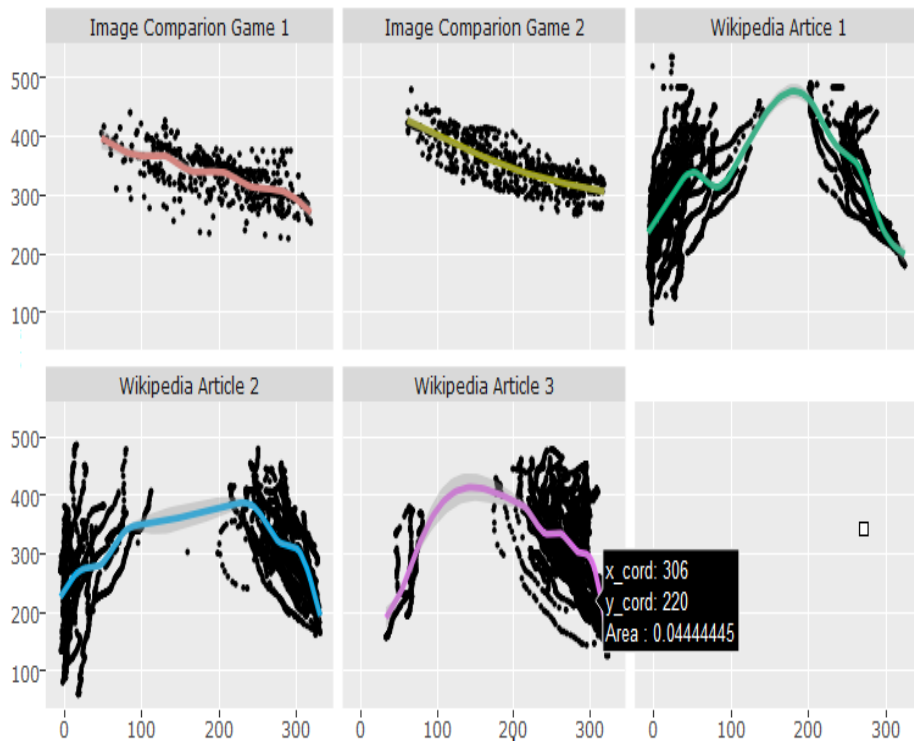 Image Comparion Game 1
Image Comparion Game 2
Wikipedia Artice 1
500
400
300
200
100
Wikipedia Article 2
Wikipedia Article 3
500
400
300
200
100
x_cord: 306
y_cord: 220
Area : 0.04444445
0 100 200 300
0 100 200 300
0 100 200 300